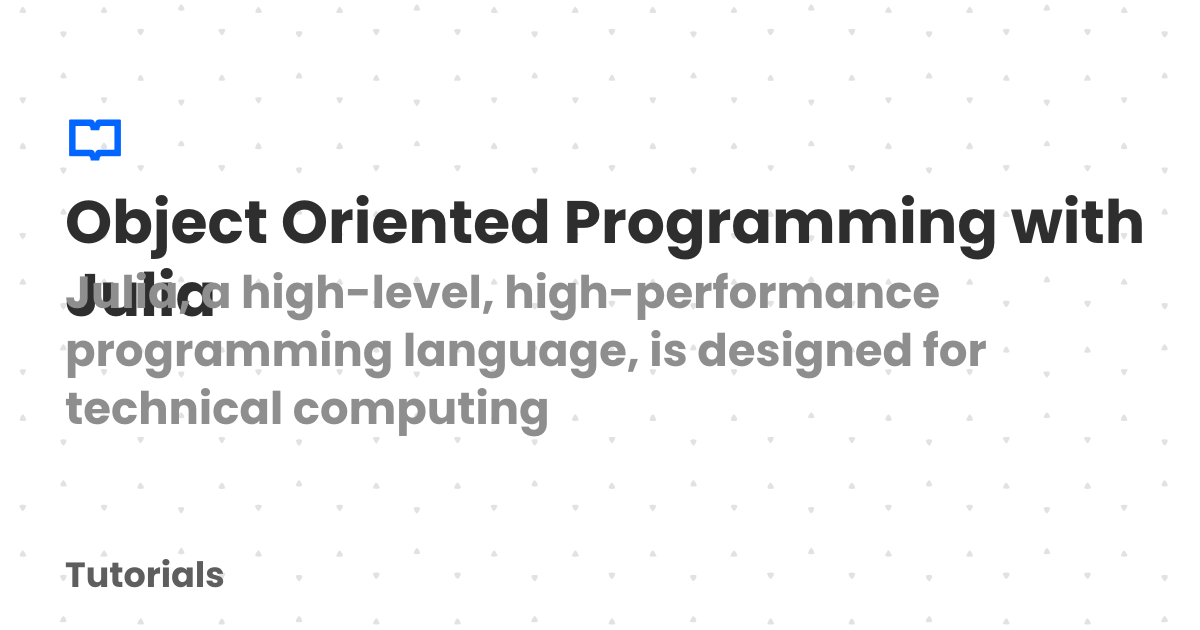 Object Oriented Programming with
Julia
Julia, a high-level, high-performance
programming language, is designed for
technical computing
Tutorials